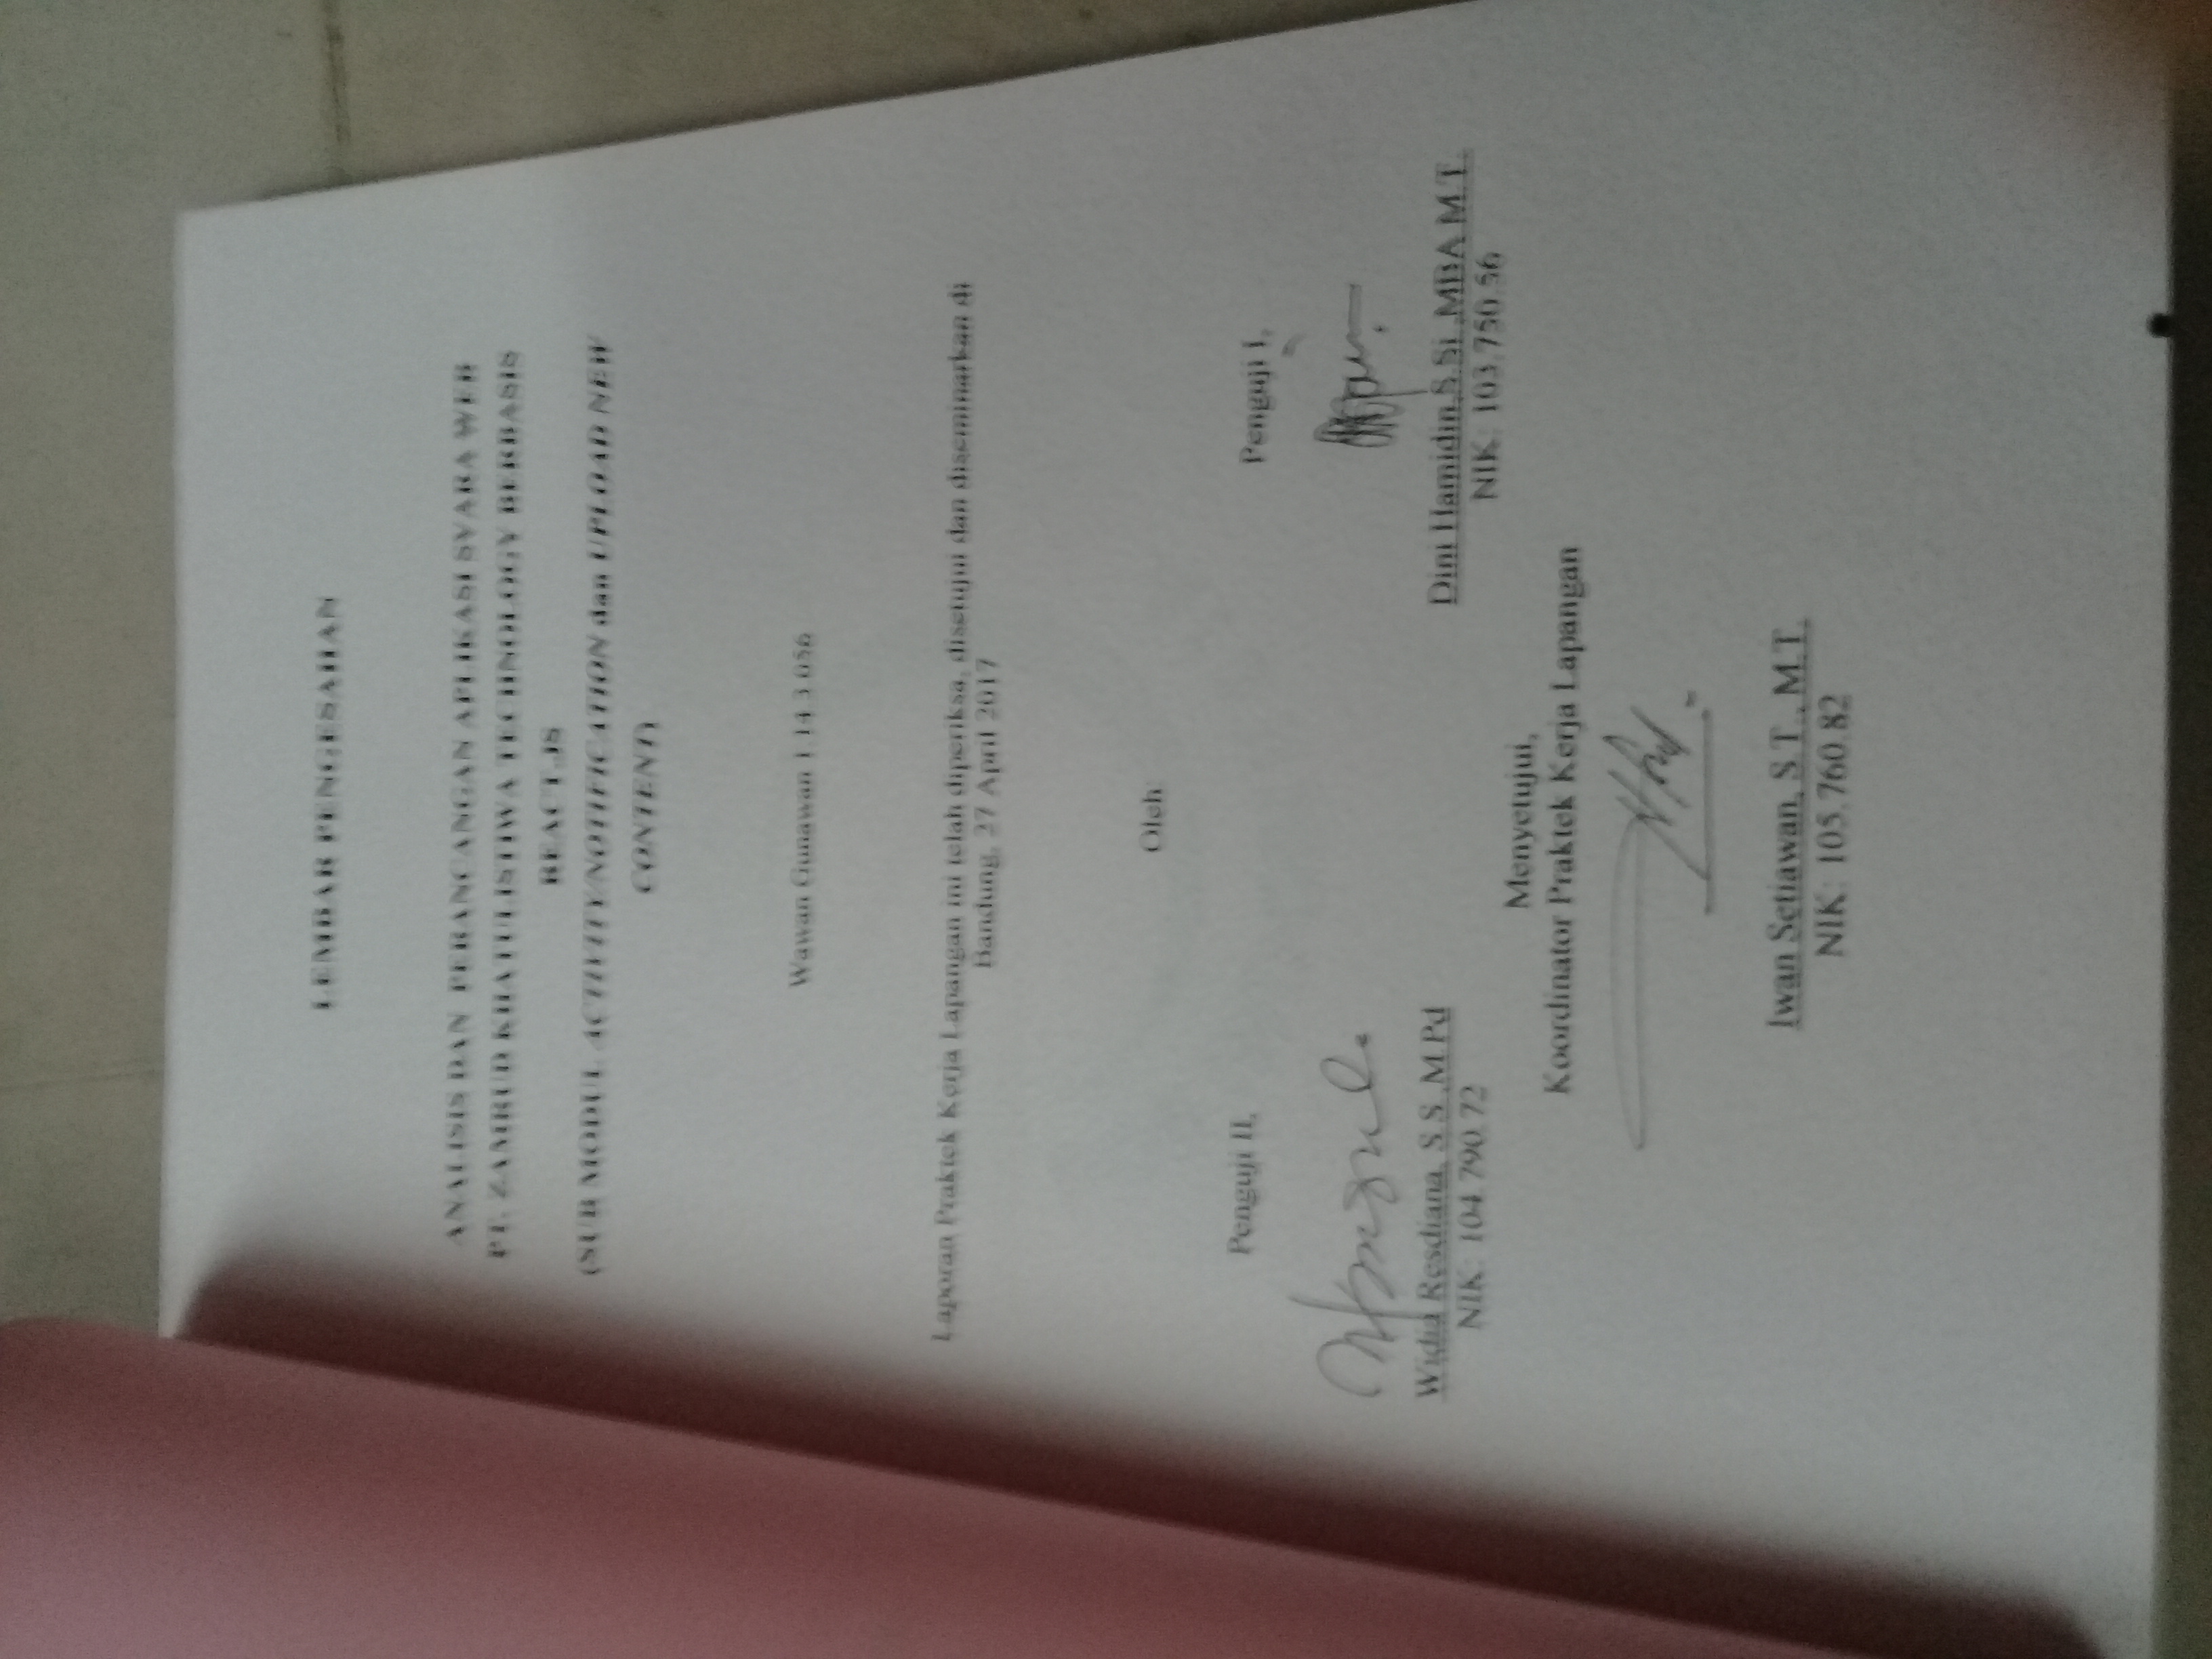 LEMBAR PENGESAHAN
ANALISIS DAN PERANCANGAN APLIKASI SVARA WEB
PT. ZAMRUD KHATULISTIWA TECHNOLOGY BERBASIS
REACT.JS
(SUB MODUL ACTIVITY/NOTIFICATION dan UPLOAD NEW
CONTENT)
Wawan Gunawan 1.14.3.056
Laporan Praktek Kerja Lapangan ini telah diperiksa, disetujui dan diseminarkan di
Bandung, 27 April 2017
Oleh:
Penguji II,
Penguji I,
Widia Resdiana, S.S.,M.Pd
NIK: 104.790.72
Dini Hamidin,S.Si.,MBA.M.T.
NIK: 103.750.56
Menyetujui,
Koordinator Praktek Kerja Lapangan
Iwan Setiawan, S.T., M.T.
NIK: 105.760.82